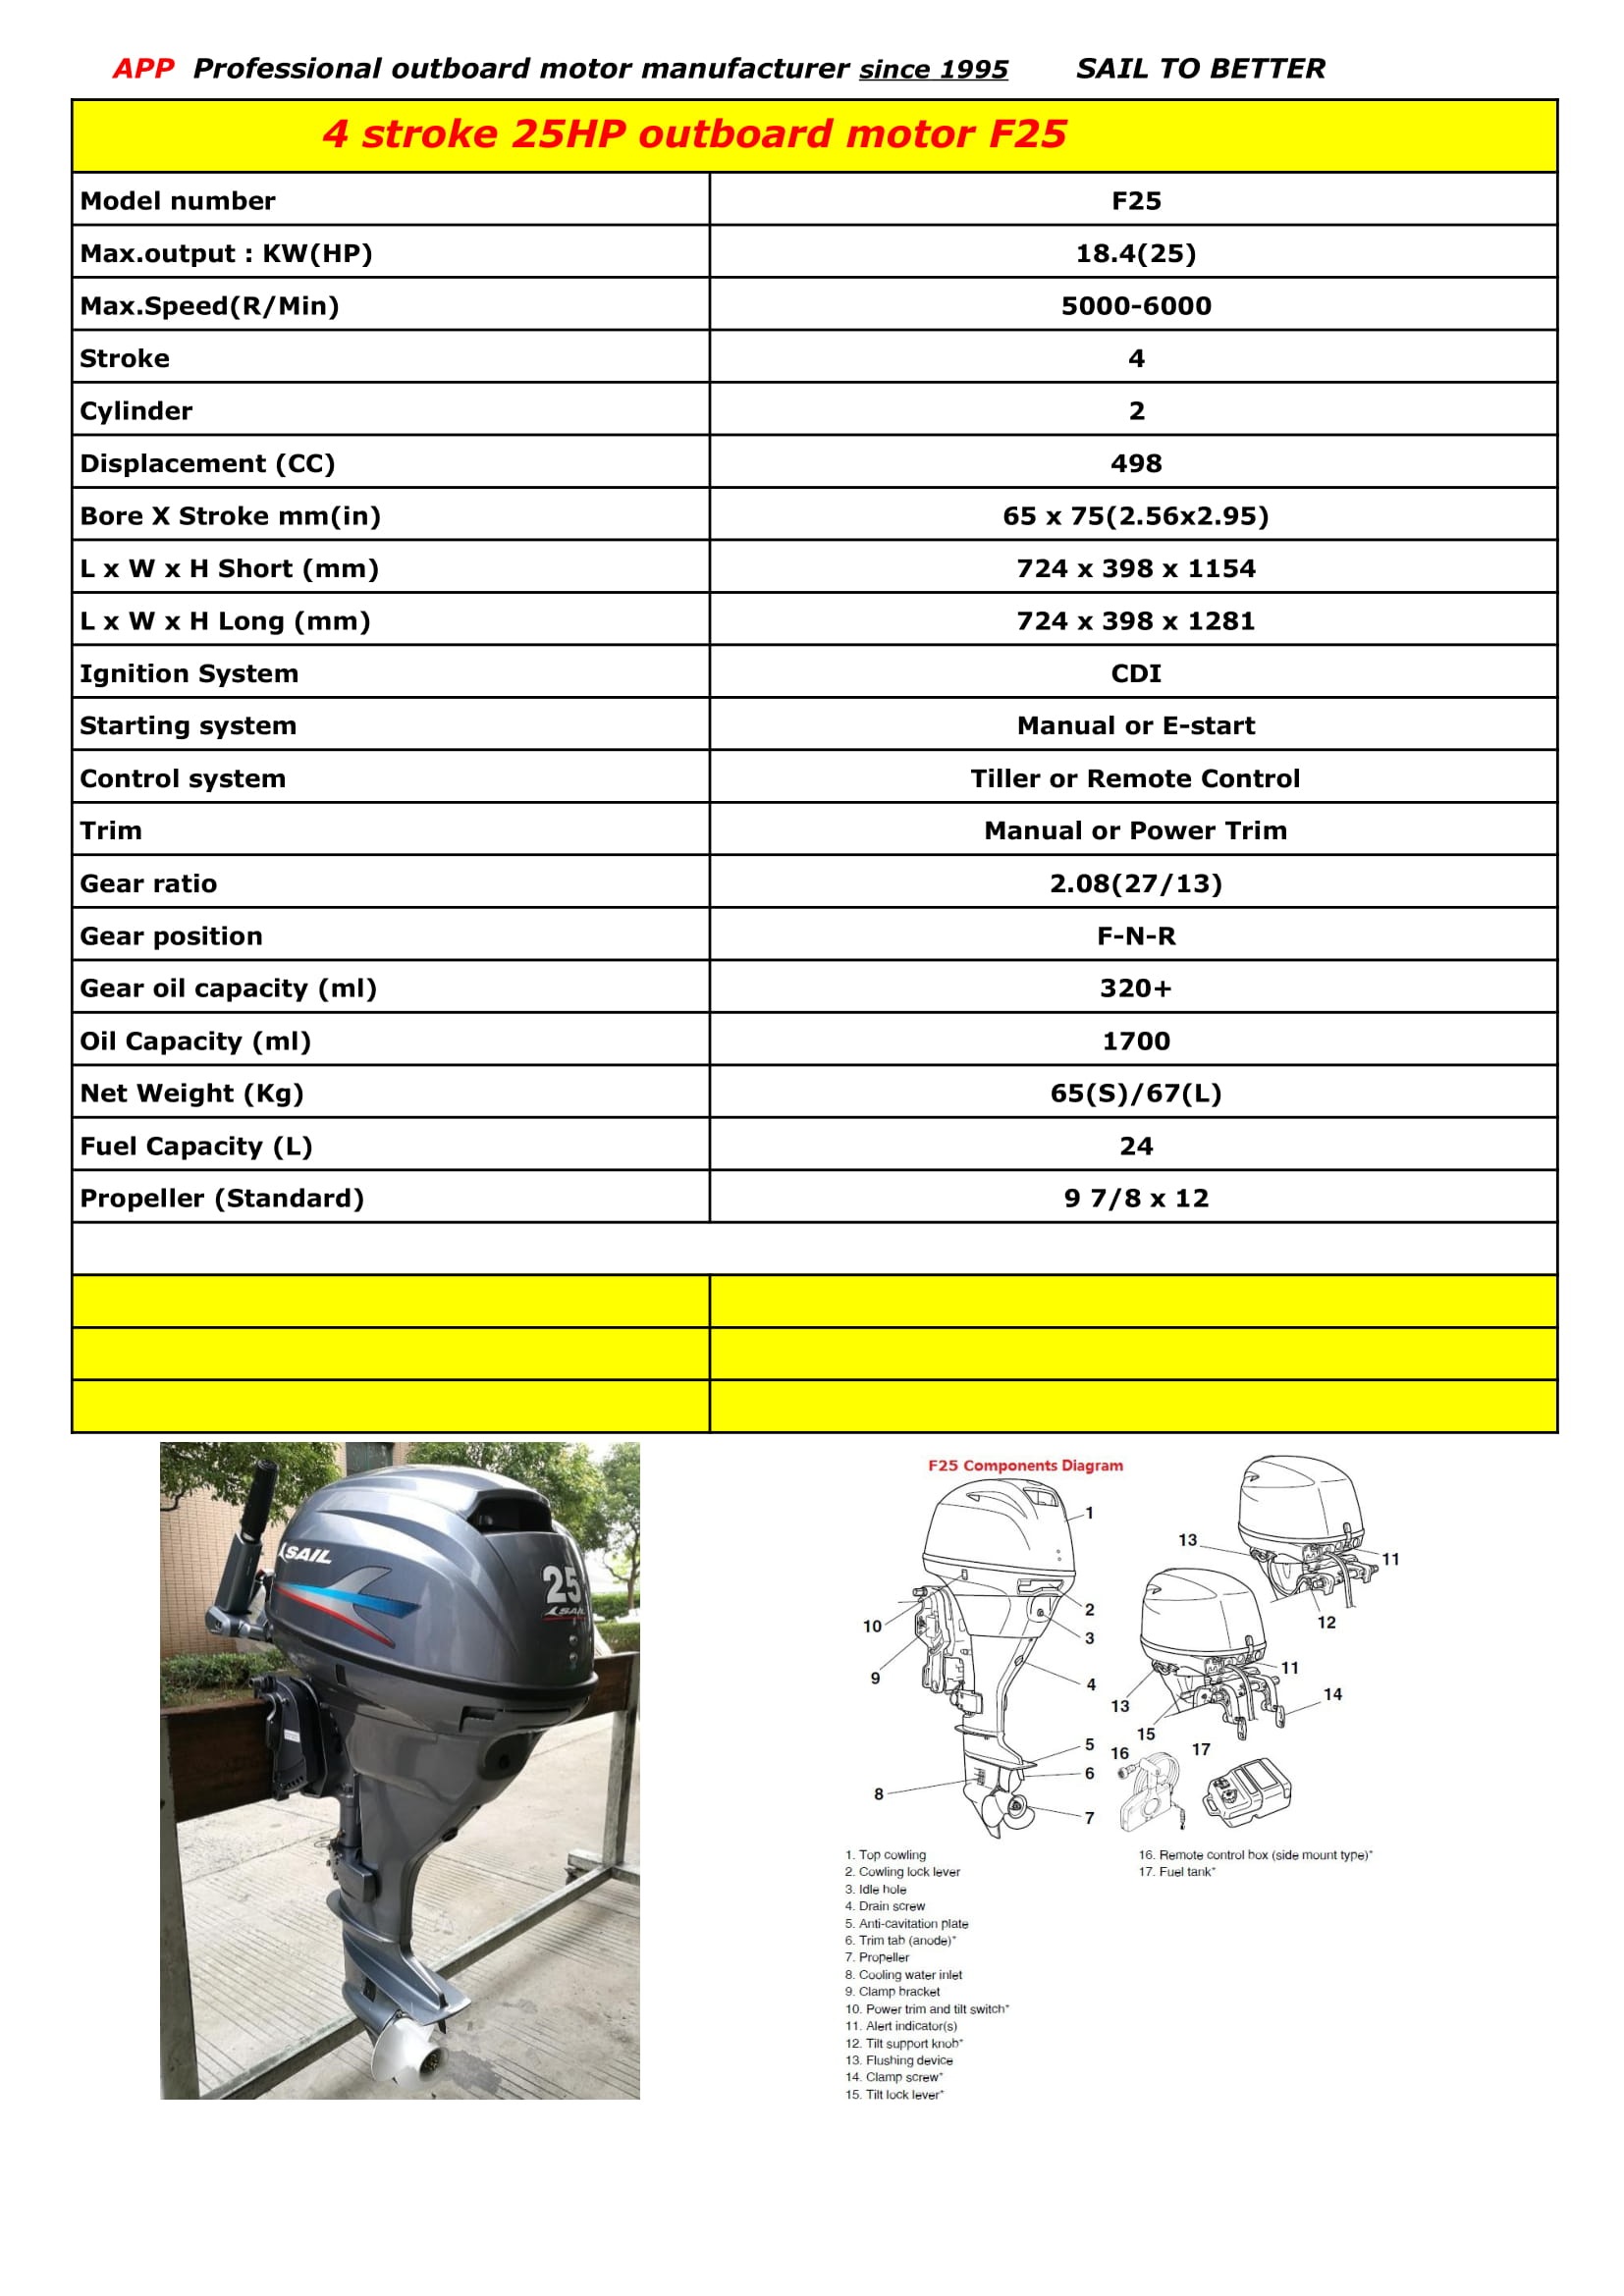 APP Professional outboard motor manufacturer since 1995 SAIL TO BETTER
4 stroke 25HP outboard motor F25
Model number F25
Max.output : KW(HP) 18.4(25)
Max.Speed(R/Min) 5000-6000
Stroke 4
Cylinder 2
Displacement (CC) 498
Bore X Stroke mm(in) 65 x 75(2.56x2.95)
L x W x H Short (mm) 724 x 398 x 1154
L x W x H Long (mm) 724 x 398 x 1281
Ignition System CDI
Starting system Manual or E-start
Control system Tiller or Remote Control
Trim Manual or Power Trim
Gear ratio 2.08(27/13)
Gear position F-N-R
Gear oil capacity (ml) 320+
Oil Capacity (ml) 1700
Net Weight (Kg) 65(S)/67(L)
Fuel Capacity (L) 24
Propeller (Standard) 9 7/8 x 12
SAIL
25
SAIL
F25 Components Diagram
1
2
3
4
5
6
7
8
9
10
13
11
12
13
11
14
15
16
17
1. Top cowling
2. Cowling lock lever
3. Idle hole
4. Drain screw
5. Anti-cavitation plate
6. Trim tab (anode)*
7. Propeller
8. Cooling water inlet
9. Clamp bracket
10. Power trim and tilt switch*
11. Alert indicator(s)
12. Tilt support knob*
13. Flushing device
14. Clamp screw*
15. Tilt lock lever*
16. Remote control box (side mount type)*
17. Fuel tank*